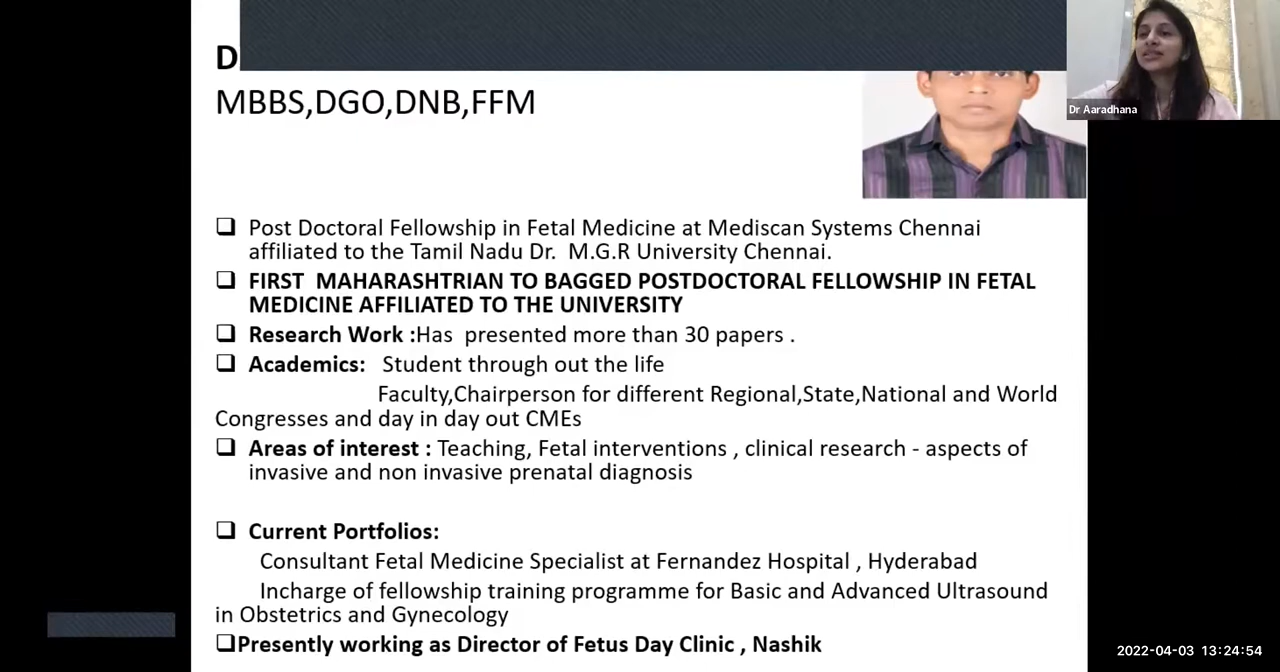 D
MBBS,DGO,DNB,FFM
Dr Aaradhana
Post Doctoral Fellowship in Fetal Medicine at Mediscan Systems Chennai
affiliated to the Tamil Nadu Dr. M.G.R University Chennai.
FIRST MAHARASHTRIAN TO BAGGED POSTDOCTORAL FELLOWSHIP IN FETAL
MEDICINE AFFILIATED TO THE UNIVERSITY
Research Work :Has presented more than 30 papers .
Academics: Student through out the life
Faculty,Chairperson for different Regional,State,National and World
Congresses and day in day out CMEs
Areas of interest : Teaching, Fetal interventions , clinical research - aspects of
invasive and non invasive prenatal diagnosis
Current Portfolios:
Consultant Fetal Medicine Specialist at Fernandez Hospital , Hyderabad
Incharge of fellowship training programme for Basic and Advanced Ultrasound
in Obstetrics and Gynecology
Presently working as Director of Fetus Day Clinic , Nashik
2022-04-03 13:24:54